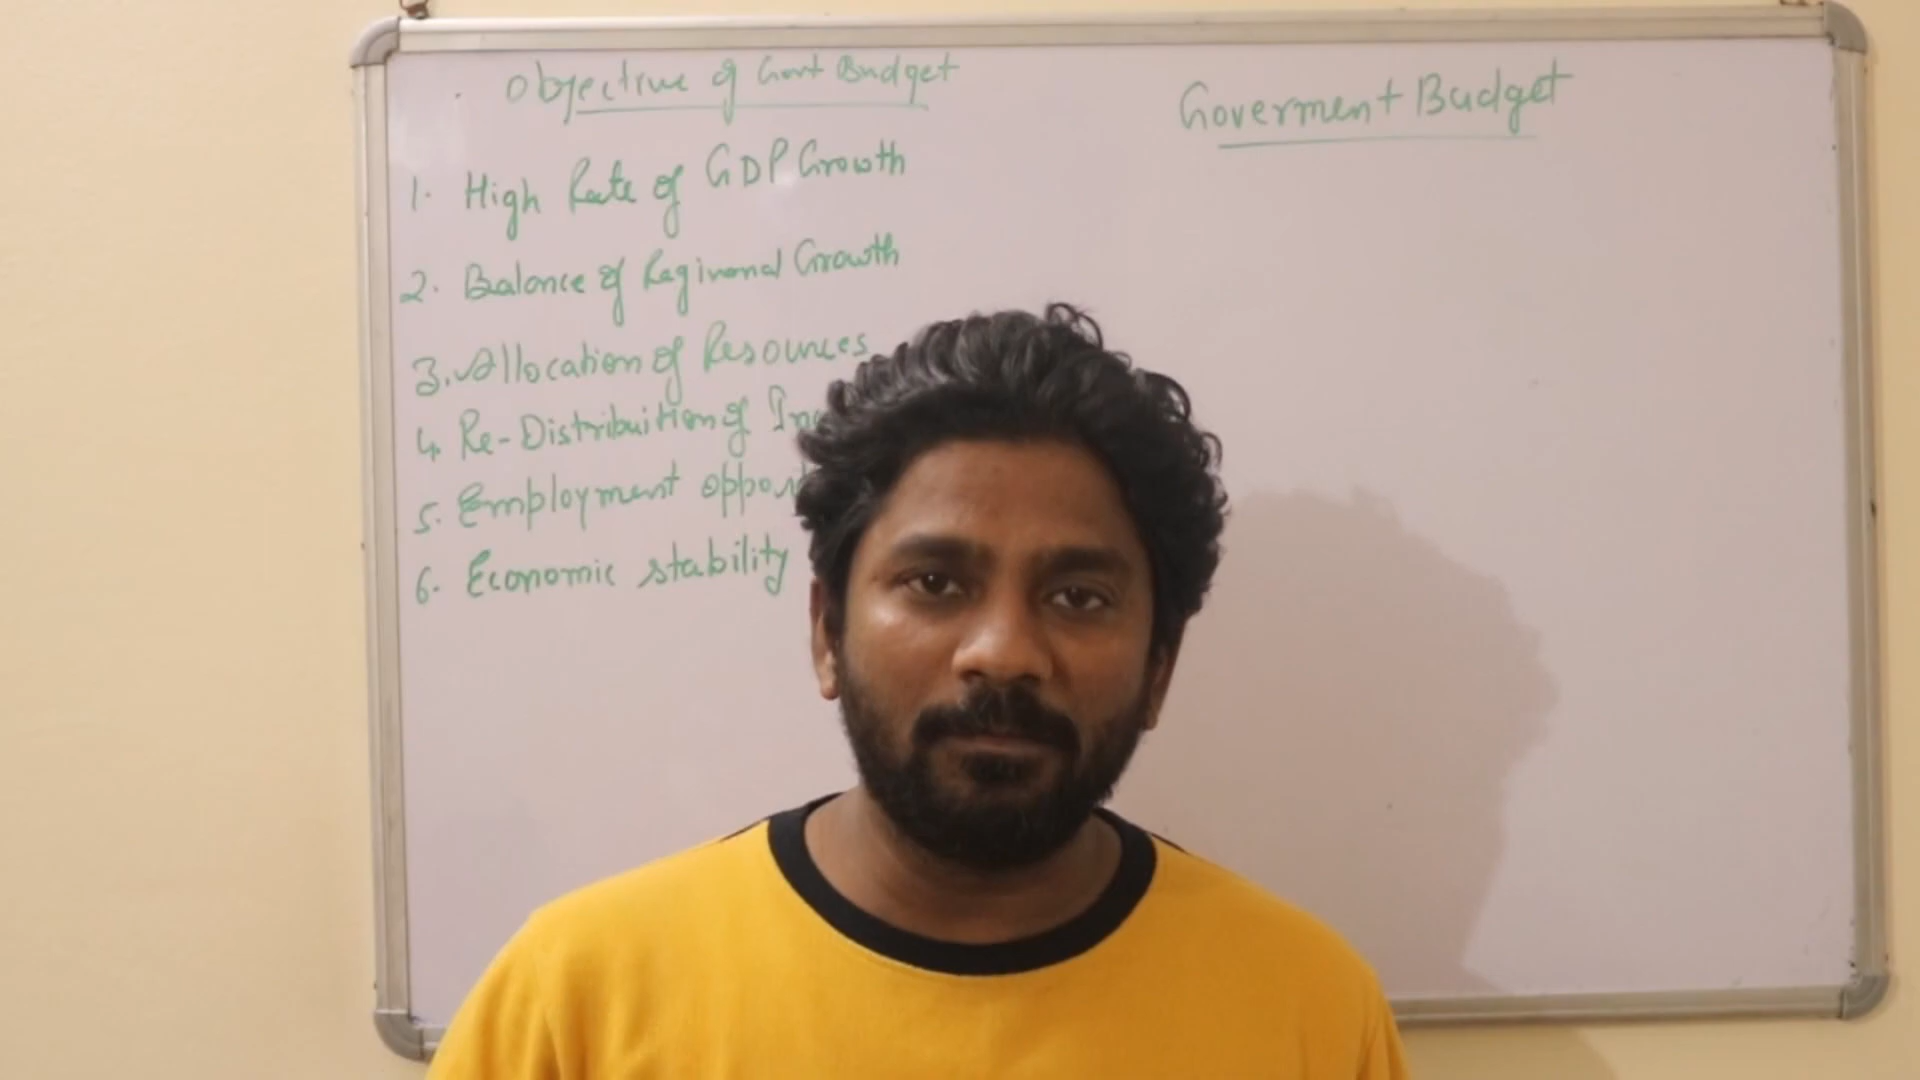 Objective of Govt Budget
1. High Rate of GDP Growth
2. Balance of Reginonal Growth
3. Allocation of Resources
4. Re-Distribuition of
5. Employment
6. Economic stability
Goverment Budget